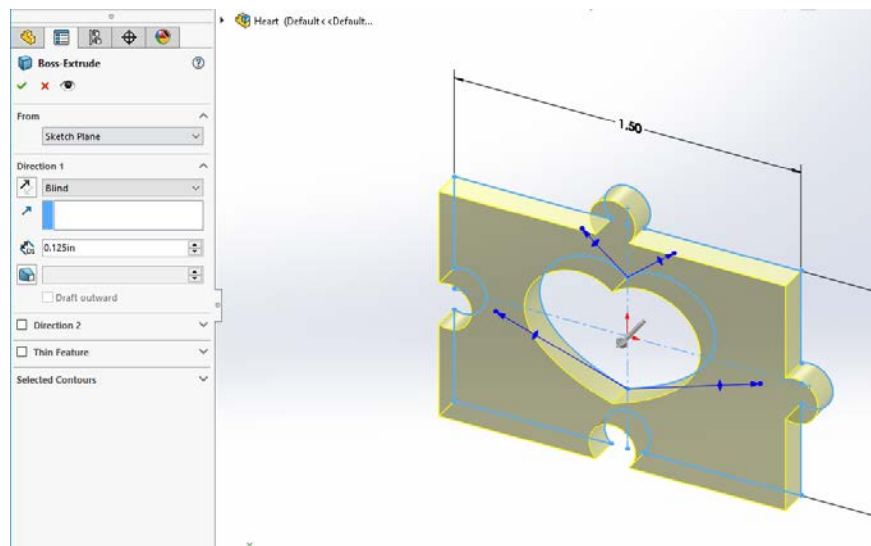 Heart (Default<<Default...
Boss-Extrude
From
Sketch Plane
Direction 1
Blind
0.125in
Draft outward
Direction 2
Thin Feature
Selected Contours
1.50